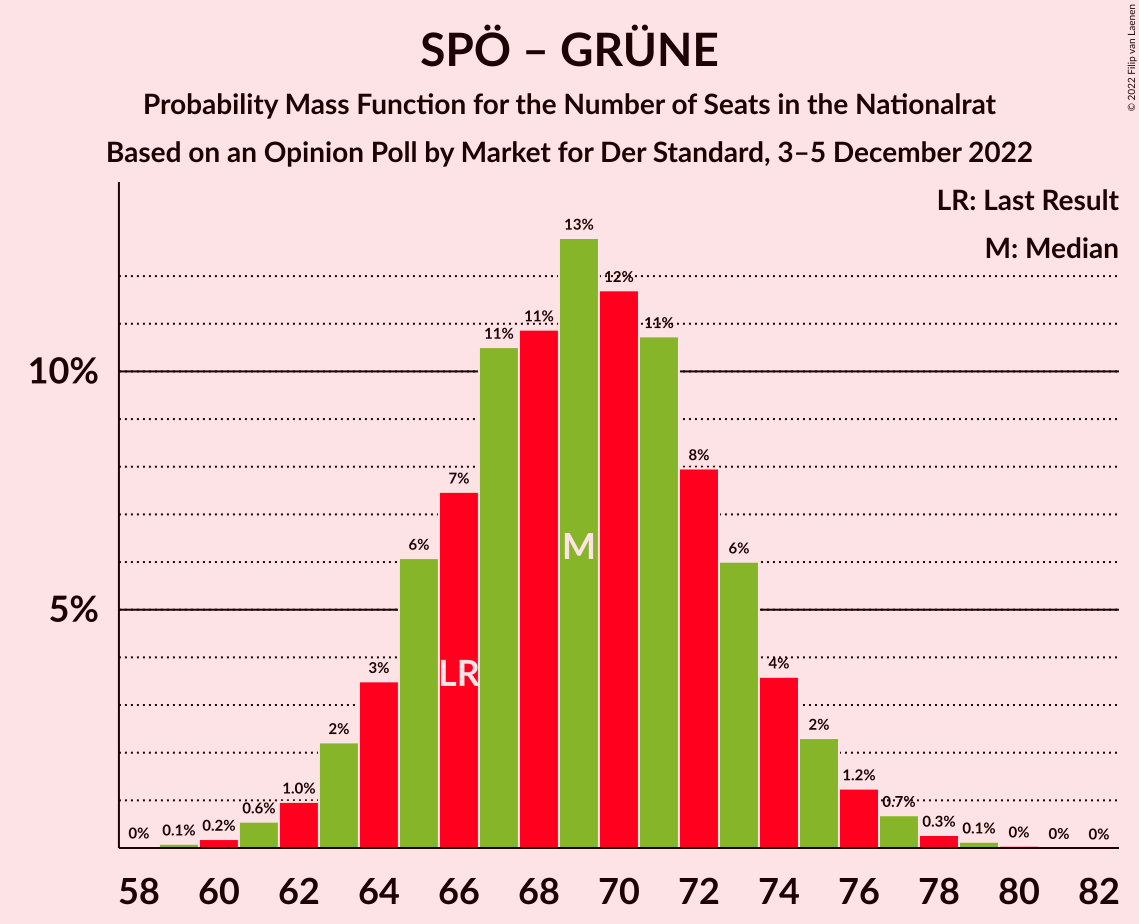 SPÖ – GRÜNE
Probability Mass Function for the Number of Seats in the Nationalrat
Based on an Opinion Poll by Market for Der Standard, 3–5 December 2022
© 2022 Filip van Laenen
LR: Last Result
M: Median
10%
5%
0% 0.1% 0.2% 0.6% 1.0% 2% 3% 6% 7% 11% 11% 13% 12% 11% 8% 6% 4% 2% 1.2% 0.7% 0.3% 0.1% 0% 0% 0%
LR M
58 60 62 64 66 68 70 72 74 76 78 80 82